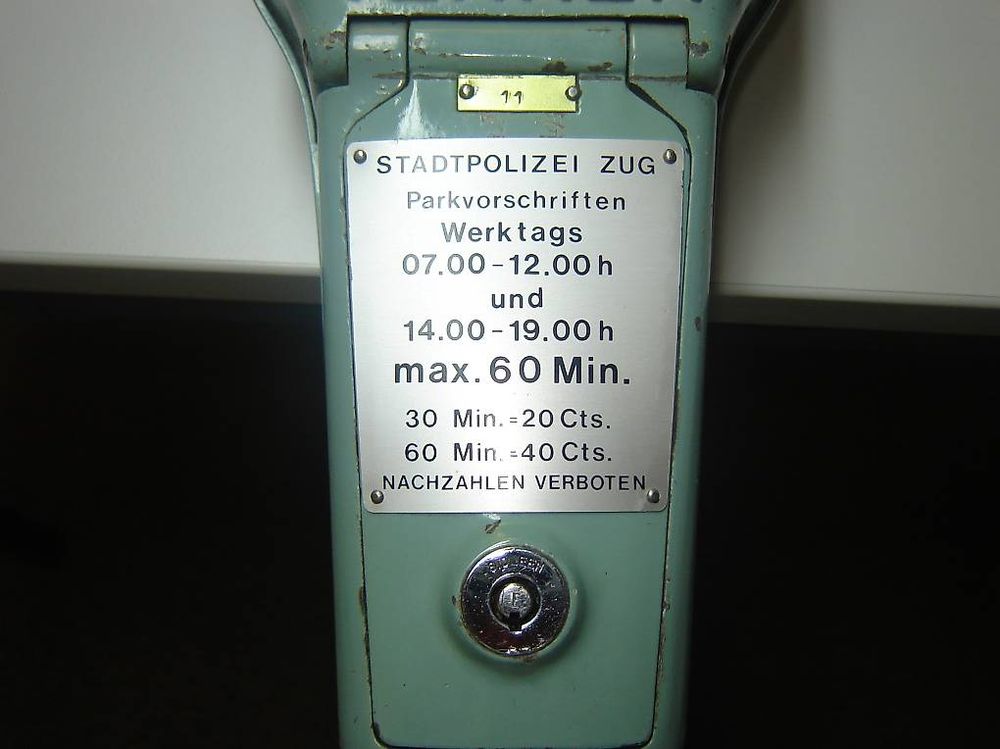 11
STADTPOLIZEI ZUG
Parkvorschriften
Werktags
07.00-12.00h
und
14.00-19.00h
max. 60 Min.
30 Min.=20 Cts.
60 Min.=40 Cts.
NACHZAHLEN VERBOTEN